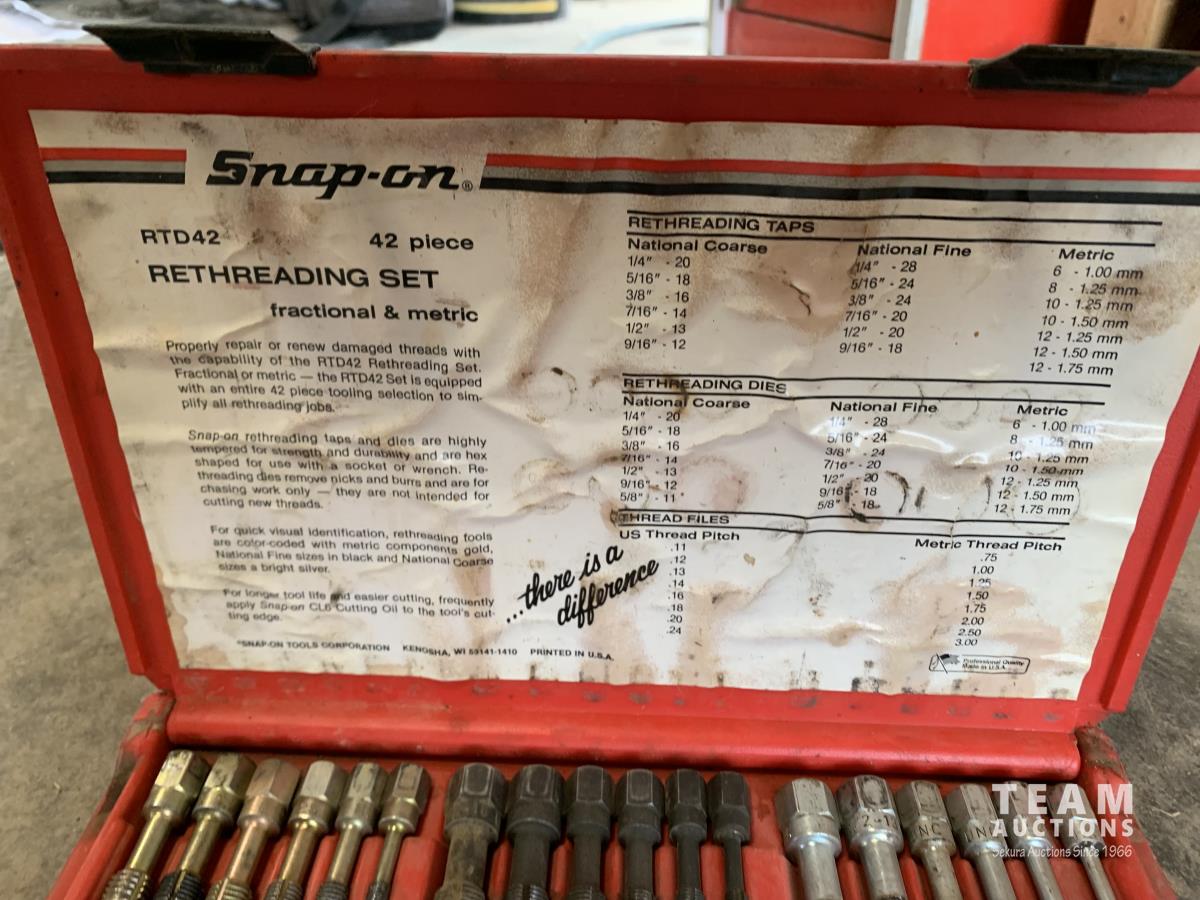 Snap-on®
RTD42 42 piece
RETHREADING SET
fractional & metric
Properly repair or renew damaged threads with
the capability of the RTD42 Rethreading Set.
Fractional or metric — the RTD42 Set is equipped
with an entire 42 piece tooling selection to sim-
plify all rethreading jobs.
Snap-on rethreading taps and dies are highly
tempered for strength and durability and are hex
shaped for use with a socket or wrench. Re-
threading dies remove nicks and burrs and are for
chasing work only — they are not intended for
cutting new threads.
For quick visual identification, rethreading tools
are color-coded with metric components gold,
National Fine sizes in black and National Coarse
sizes a bright silver.
For longer tool life and easier cutting, frequently
apply Snap-on CL6 Cutting Oil to the tool's cut-
ting edge.
*SNAP-ON TOOLS CORPORATION KENOSHA, WI 53141-1410 PRINTED IN U.S.A.
...there is a
difference
RETHREADING TAPS
National Coarse National Fine Metric
1/4" - 20 1/4" - 28 6 - 1.00 mm
5/16" - 18 5/16" - 24 8 - 1.25 mm
3/8" - 16 3/8" - 24 10 - 1.25 mm
7/16" - 14 7/16" - 20 10 - 1.50 mm
1/2" - 13 1/2" - 20 12 - 1.25 mm
9/16" - 12 9/16" - 18 12 - 1.50 mm
12 - 1.75 mm
RETHREADING DIES
National Coarse National Fine Metric
1/4" - 20 1/4" - 28 6 - 1.00 mm
5/16" - 18 5/16" - 24 8 - 1.25 mm
3/8" - 16 3/8" - 24 10 - 1.25 mm
7/16" - 14 7/16" - 20 10 - 1.50 mm
1/2" - 13 1/2" - 20 12 - 1.25 mm
9/16" - 12 9/16" - 18 12 - 1.50 mm
5/8" - 11 5/8" - 18 12 - 1.75 mm
THREAD FILES
US Thread Pitch Metric Thread Pitch
.11 .75
.12 1.00
.13 1.25
.14 1.50
.16 1.75
.18 2.00
.20 2.50
.24 3.00
Professional Quality
Made in U.S.A.
NC
TEAM
AUCTIONS
Sekura Auctions Since 1966